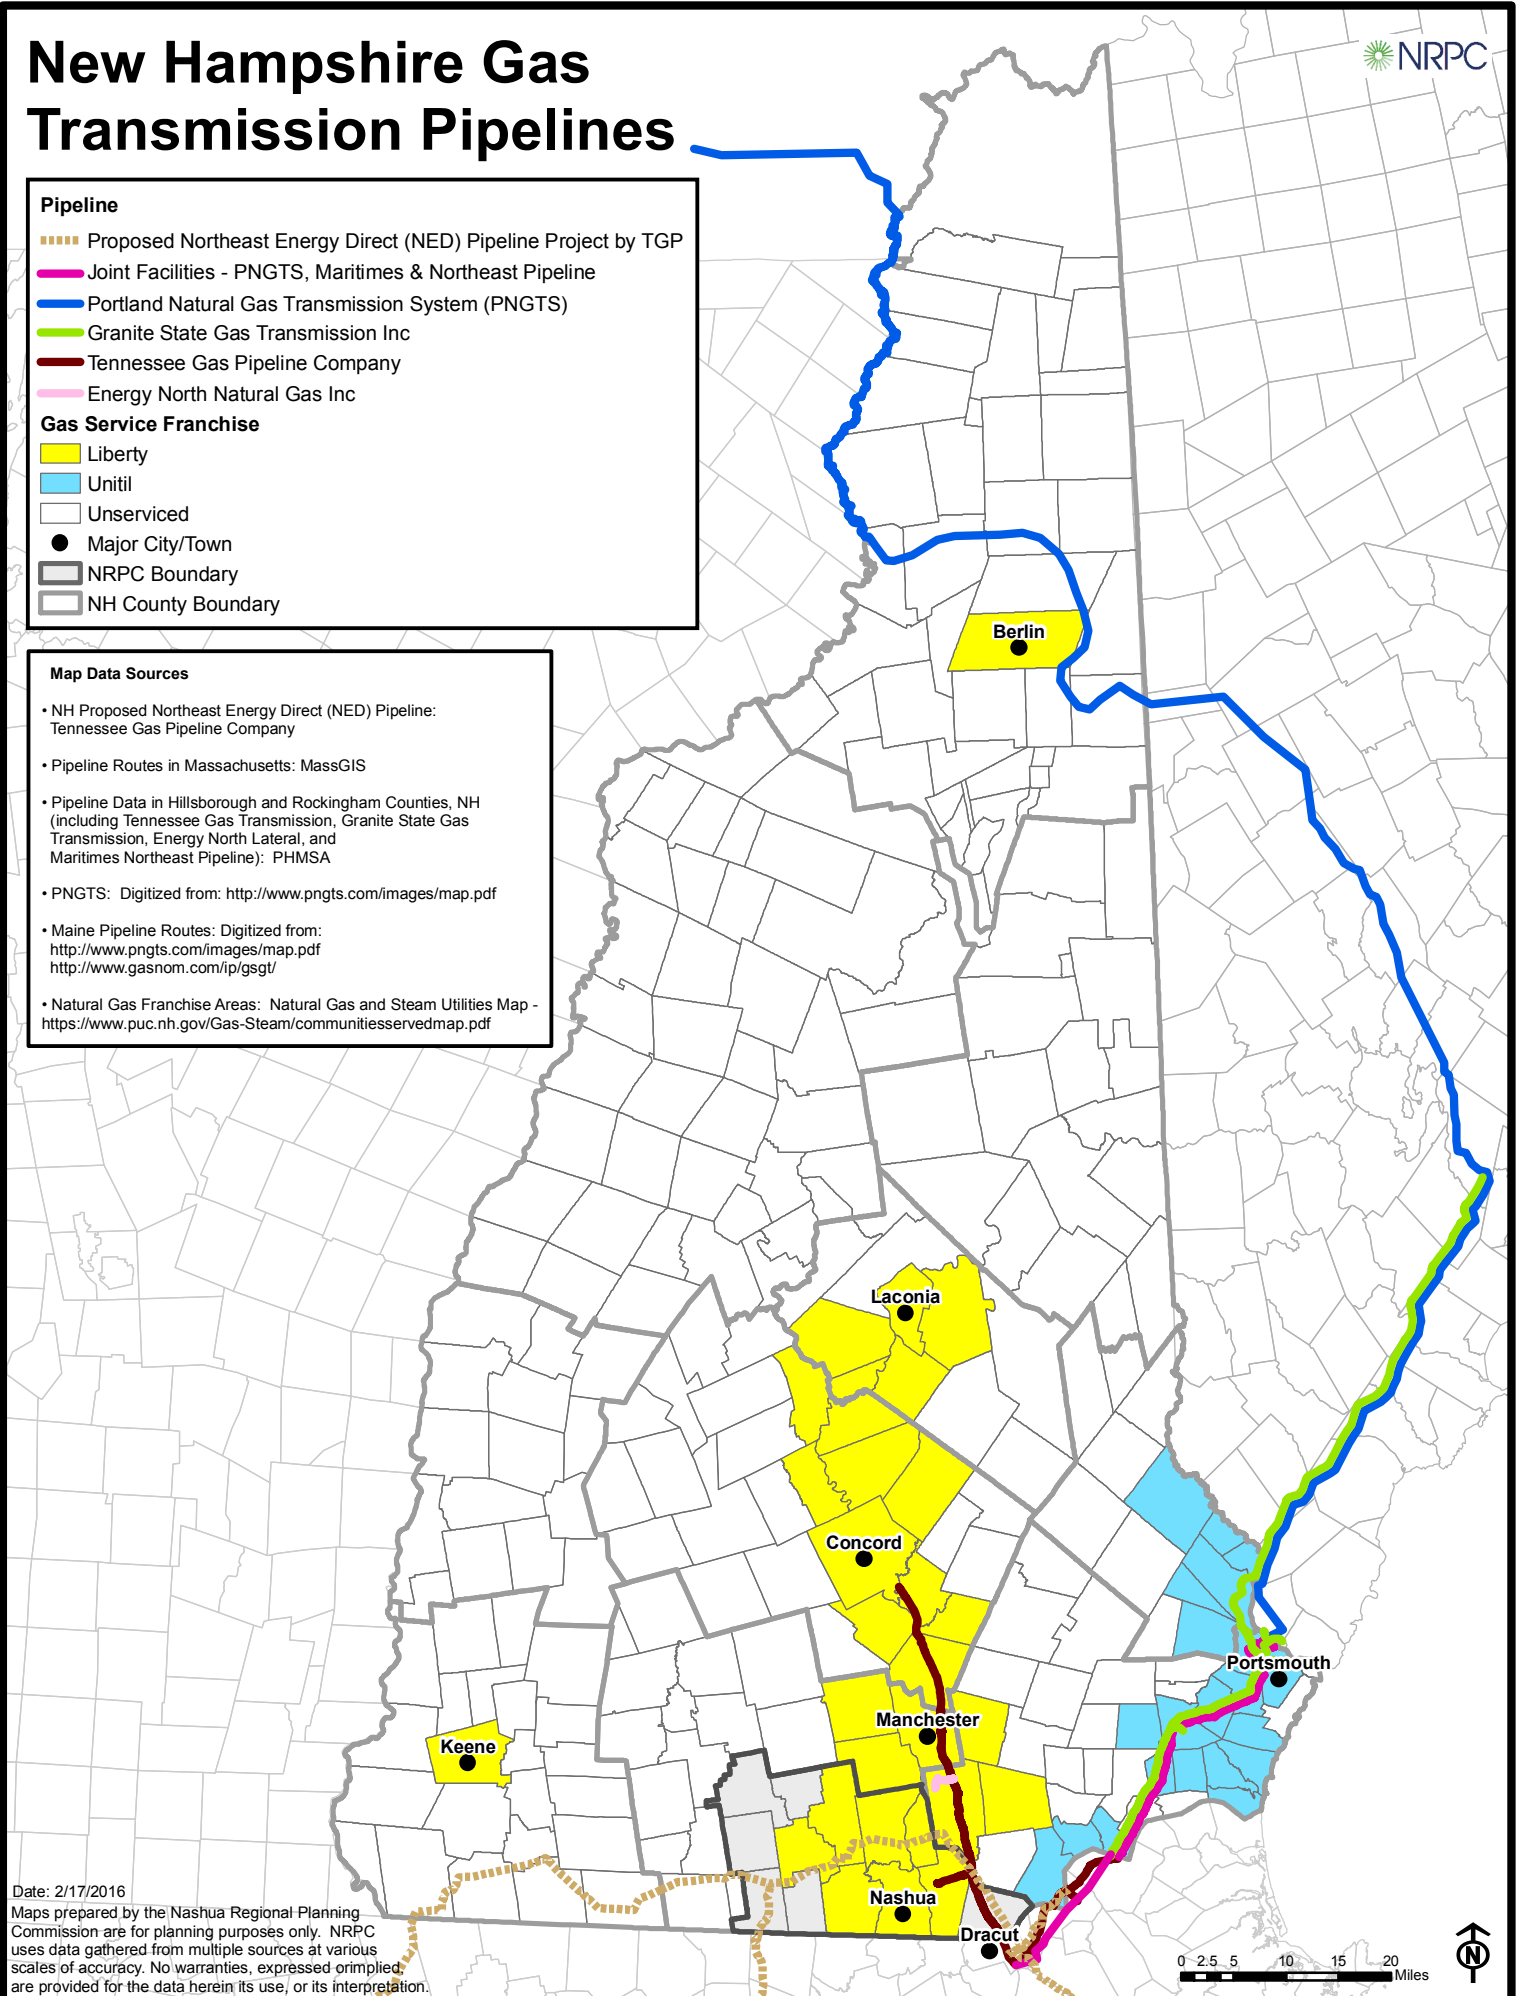 New Hampshire Gas
Transmission Pipelines
NRPC
Pipeline
Proposed Northeast Energy Direct (NED) Pipeline Project by TGP
Joint Facilities - PNGTS, Maritimes & Northeast Pipeline
Portland Natural Gas Transmission System (PNGTS)
Granite State Gas Transmission Inc
Tennessee Gas Pipeline Company
Energy North Natural Gas Inc
Gas Service Franchise
Liberty
Unitil
Unserviced
Major City/Town
NRPC Boundary
NH County Boundary
Map Data Sources
• NH Proposed Northeast Energy Direct (NED) Pipeline:
Tennessee Gas Pipeline Company
• Pipeline Routes in Massachusetts: MassGIS
• Pipeline Data in Hillsborough and Rockingham Counties, NH
(including Tennessee Gas Transmission, Granite State Gas
Transmission, Energy North Lateral, and
Maritimes Northeast Pipeline): PHMSA
• PNGTS: Digitized from: http://www.pngts.com/images/map.pdf
• Maine Pipeline Routes: Digitized from:
http://www.pngts.com/images/map.pdf
http://www.gasnom.com/ip/gsgt/
• Natural Gas Franchise Areas: Natural Gas and Steam Utilities Map -
https://www.puc.nh.gov/Gas-Steam/communitiesservedmap.pdf
Berlin
Laconia
Concord
Portsmouth
Manchester
Keene
Nashua
Dracut
Date: 2/17/2016
Maps prepared by the Nashua Regional Planning
Commission are for planning purposes only. NRPC
uses data gathered from multiple sources at various
scales of accuracy. No warranties, expressed orimplied,
are provided for the data herein its use, or its interpretation.
0 2.5 5 10 15 20
Miles
N